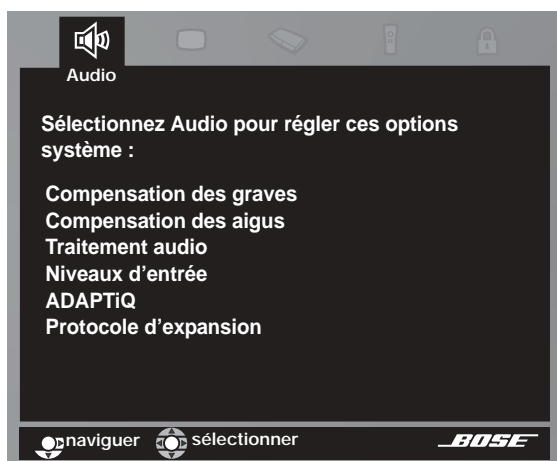 Audio
Sélectionnez Audio pour régler ces options
système :
Compensation des graves
Compensation des aigus
Traitement audio
Niveaux d'entrée
ADAPTiQ
Protocole d'expansion
naviguer sélectionner BOSE